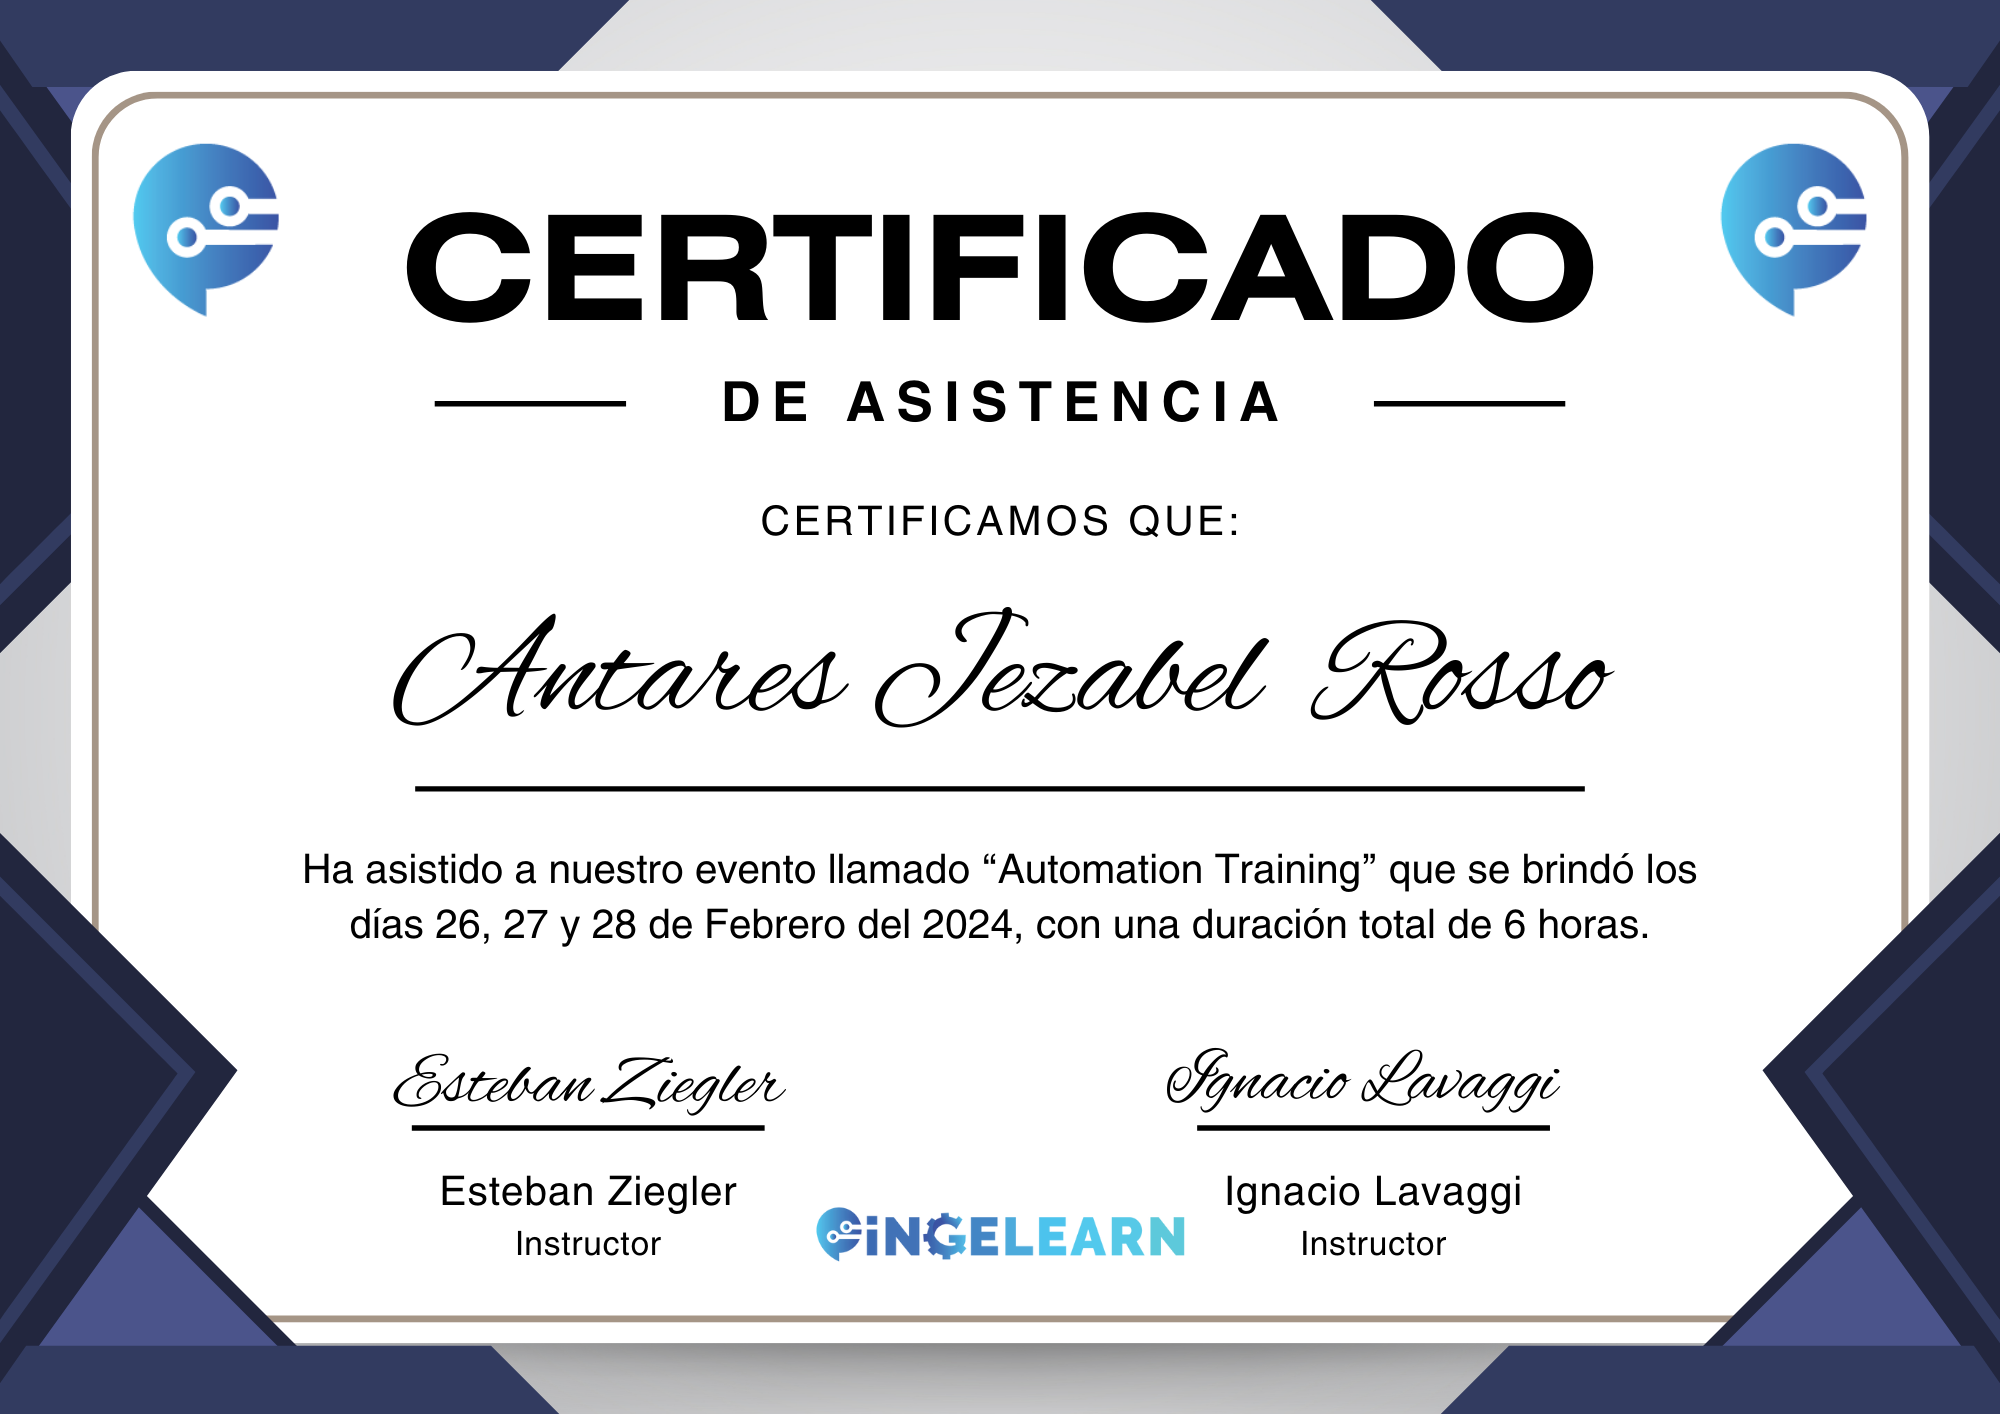 CERTIFICADO
DE ASISTENCIA
CERTIFICAMOS QUE:
Antares Jezabel Rosso
Ha asistido a nuestro evento llamado “Automation Training” que se brindó los
días 26, 27 y 28 de Febrero del 2024, con una duración total de 6 horas.
Esteban Ziegler
Ignacio Lavaggi
Esteban Ziegler
Ignacio Lavaggi
Instructor
Instructor
iNGELEARN